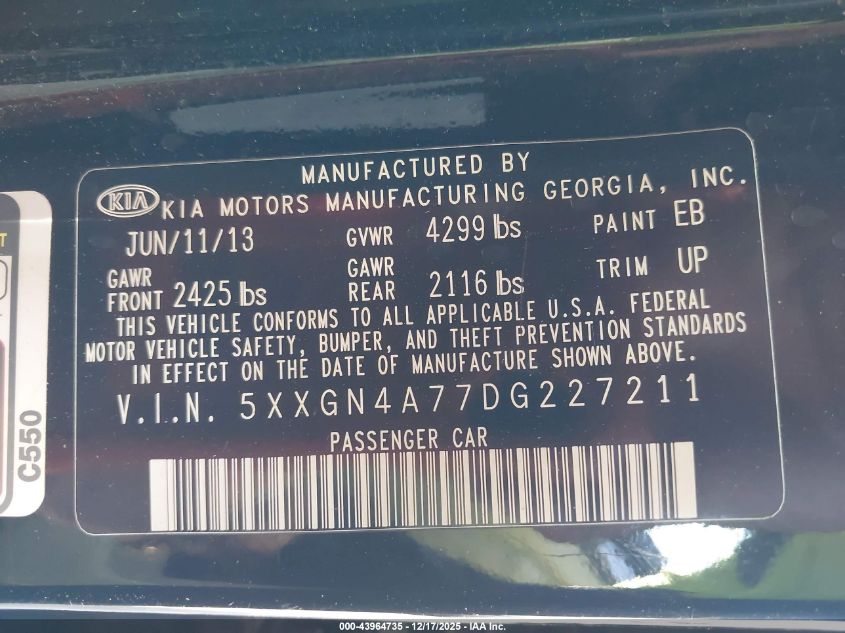 MANUFACTURED BY
KIA KIA MOTORS MANUFACTURING GEORGIA, INC.
JUN/11/13 GVWR 4299 lbs PAINT EB
GAWR FRONT 2425 lbs GAWR REAR 2116 lbs TRIM UP
THIS VEHICLE CONFORMS TO ALL APPLICABLE U.S.A. FEDERAL
MOTOR VEHICLE SAFETY, BUMPER, AND THEFT PREVENTION STANDARDS
IN EFFECT ON THE DATE OF MANUFACTURE SHOWN ABOVE.
V.I.N. 5XXGN4A77DG227211
PASSENGER CAR
C550
000-43964735 - 12/17/2025 - IAA Inc.